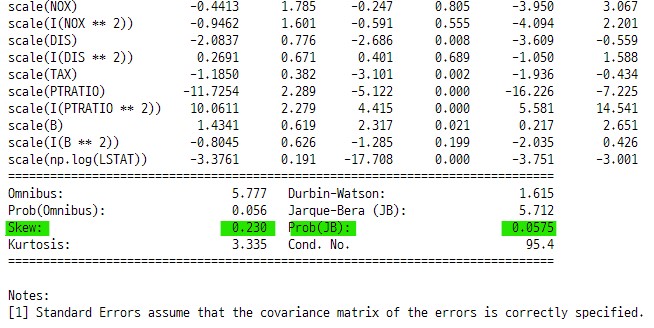 scale(NOX) -0.4413 1.785 -0.247 0.805 -3.950 3.067
scale(I(NOX ** 2)) -0.9462 1.601 -0.591 0.555 -4.094 2.201
scale(DIS) -2.0837 0.776 -2.686 0.008 -3.609 -0.559
scale(I(DIS ** 2)) 0.2691 0.671 0.401 0.689 -1.050 1.588
scale(TAX) -1.1850 0.382 -3.101 0.002 -1.936 -0.434
scale(PTRATIO) -11.7254 2.289 -5.122 0.000 -16.226 -7.225
scale(I(PTRATIO ** 2)) 10.0611 2.279 4.415 0.000 5.581 14.541
scale(B) 1.4341 0.619 2.317 0.021 0.217 2.651
scale(I(B ** 2)) -0.8045 0.626 -1.285 0.199 -2.035 0.426
scale(np.log(LSTAT)) -3.3761 0.191 -17.708 0.000 -3.751 -3.001
==============================================================================
Omnibus: 5.777 Durbin-Watson: 1.615
Prob(Omnibus): 0.056 Jarque-Bera (JB): 5.712
Skew: 0.230 Prob(JB): 0.0575
Kurtosis: 3.335 Cond. No. 95.4
==============================================================================
Notes:
[1] Standard Errors assume that the covariance matrix of the errors is correctly specified.